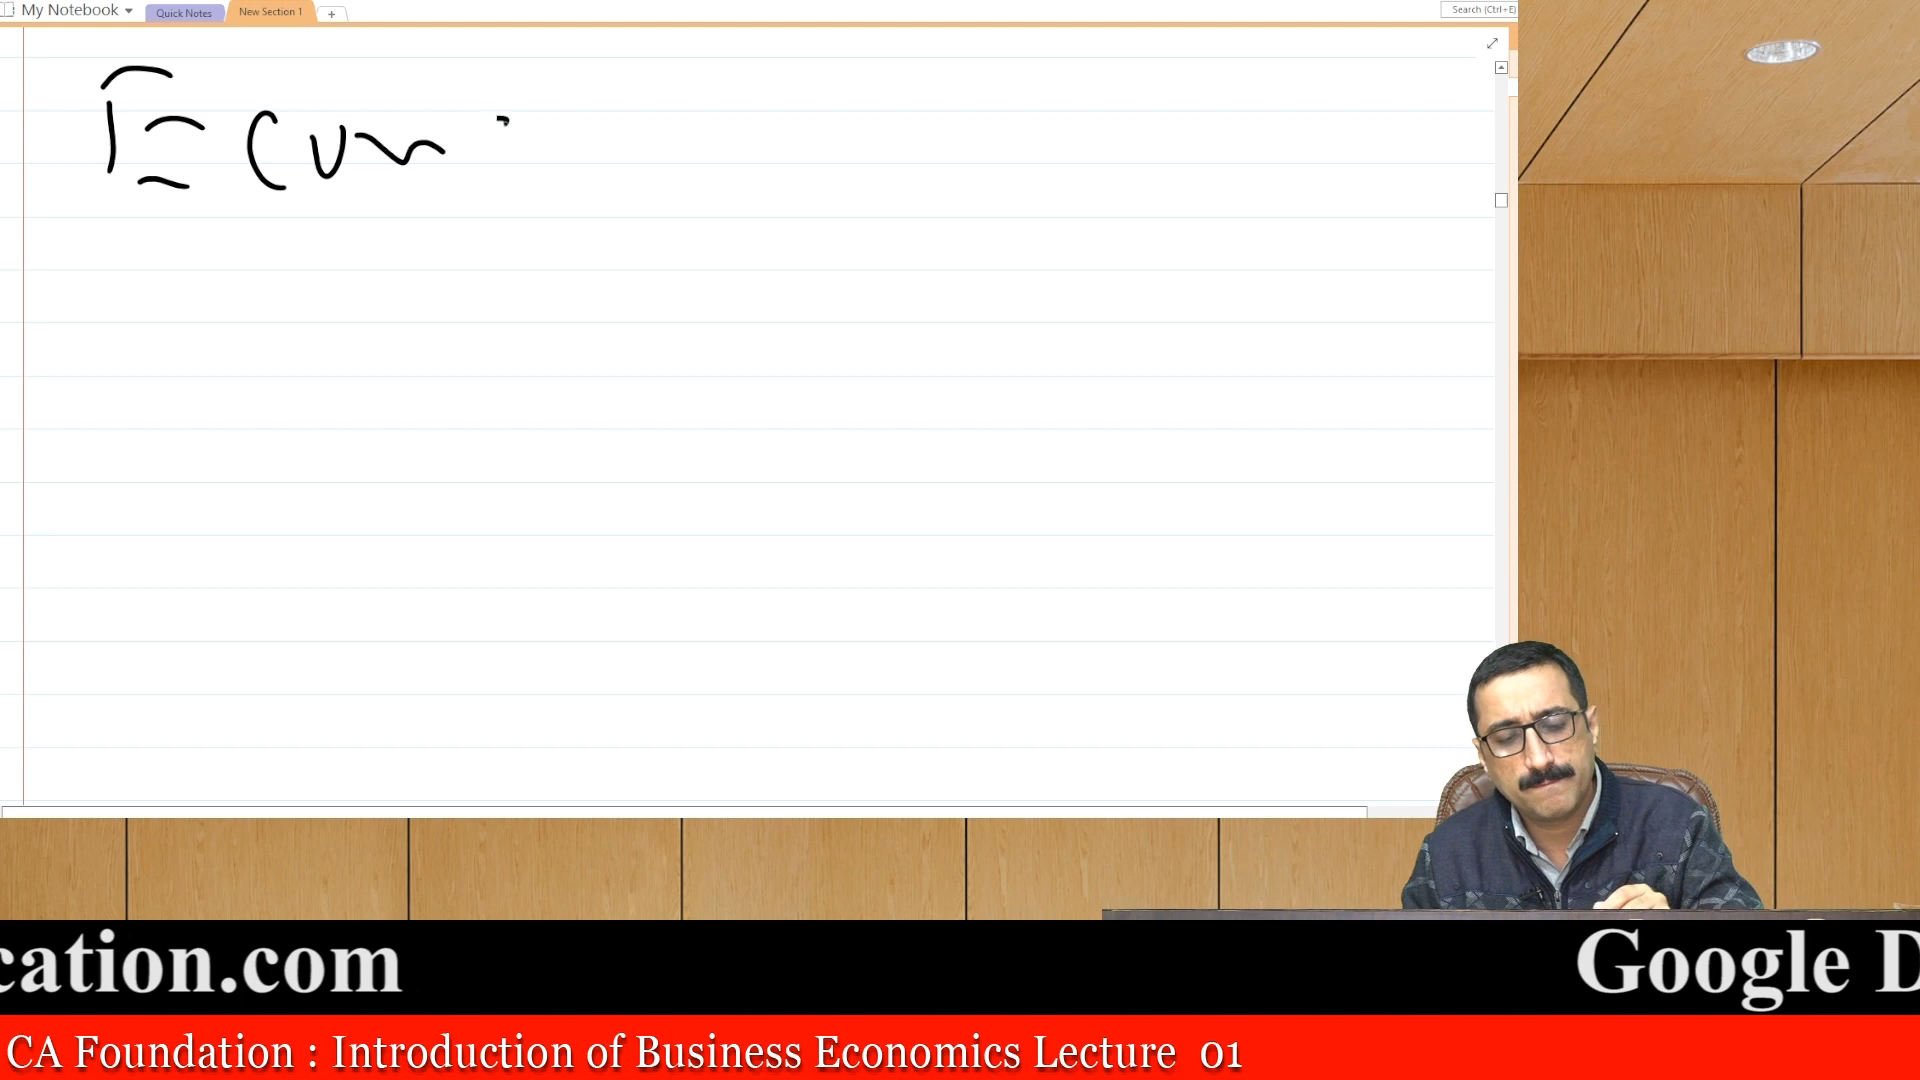 My Notebook
Quick Notes
New Section 1
+
Search (Ctrl+E)
cation.com
Google D
CA Foundation : Introduction of Business Economics Lecture 01